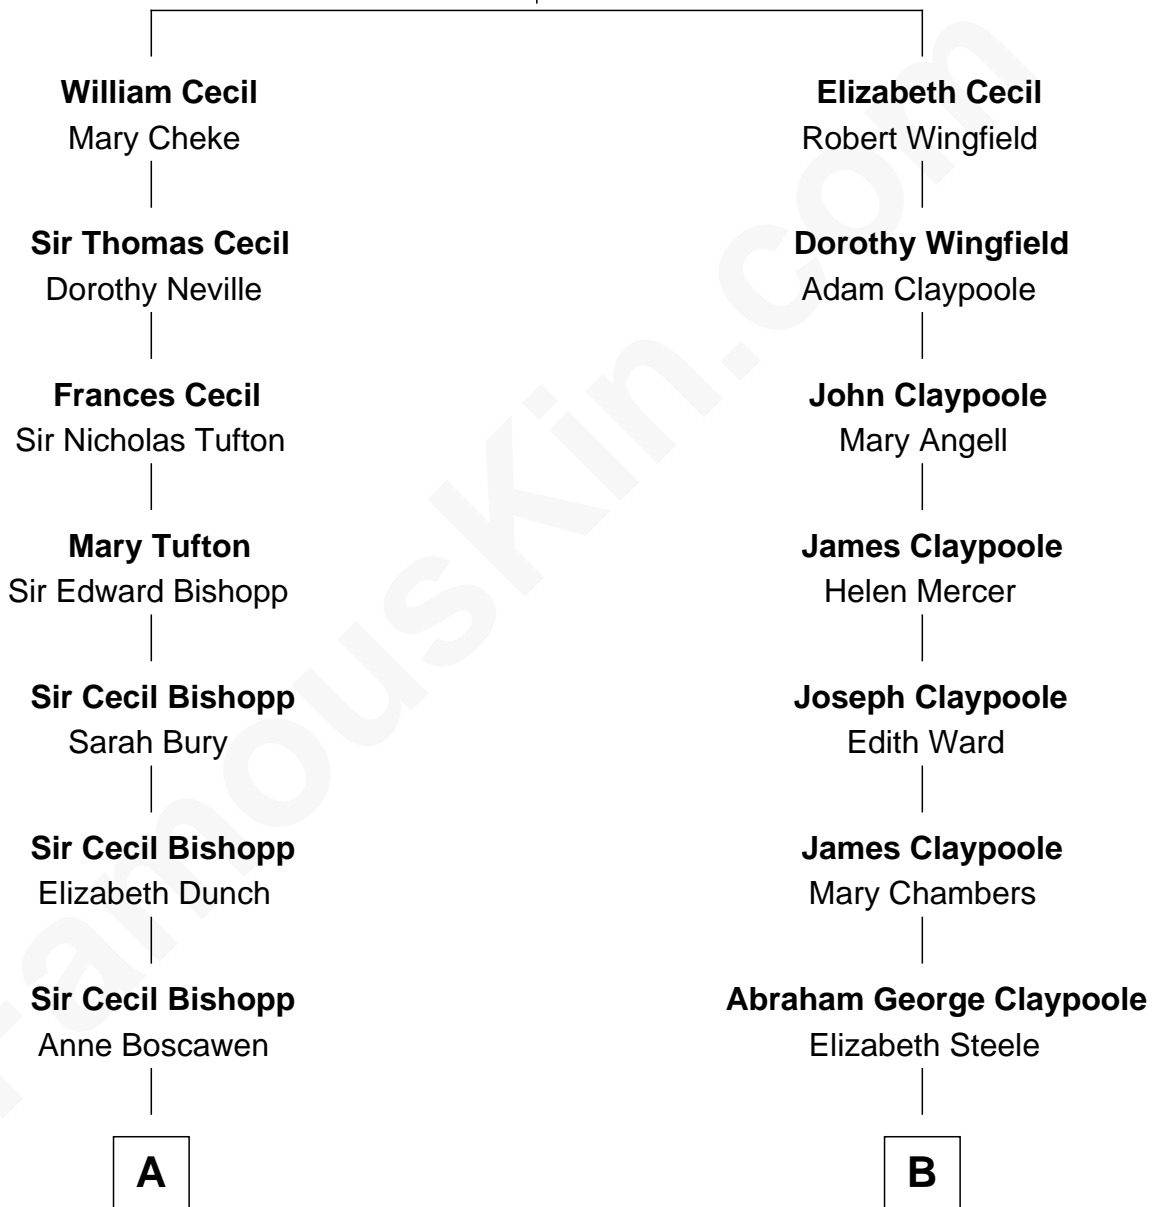 William Cecil
Mary Cheke
Sir Thomas Cecil
Dorothy Neville
Frances Cecil
Sir Nicholas Tufton
Mary Tufton
Sir Edward Bishopp
Sir Cecil Bishopp
Sarah Bury
Sir Cecil Bishopp
Elizabeth Dunch
Sir Cecil Bishopp
Anne Boscawen
A
Elizabeth Cecil
Robert Wingfield
Dorothy Wingfield
Adam Claypoole
John Claypoole
Mary Angell
James Claypoole
Helen Mercer
Joseph Claypoole
Edith Ward
James Claypoole
Mary Chambers
Abraham George Claypoole
Elizabeth Steele
B
FamousKin.com